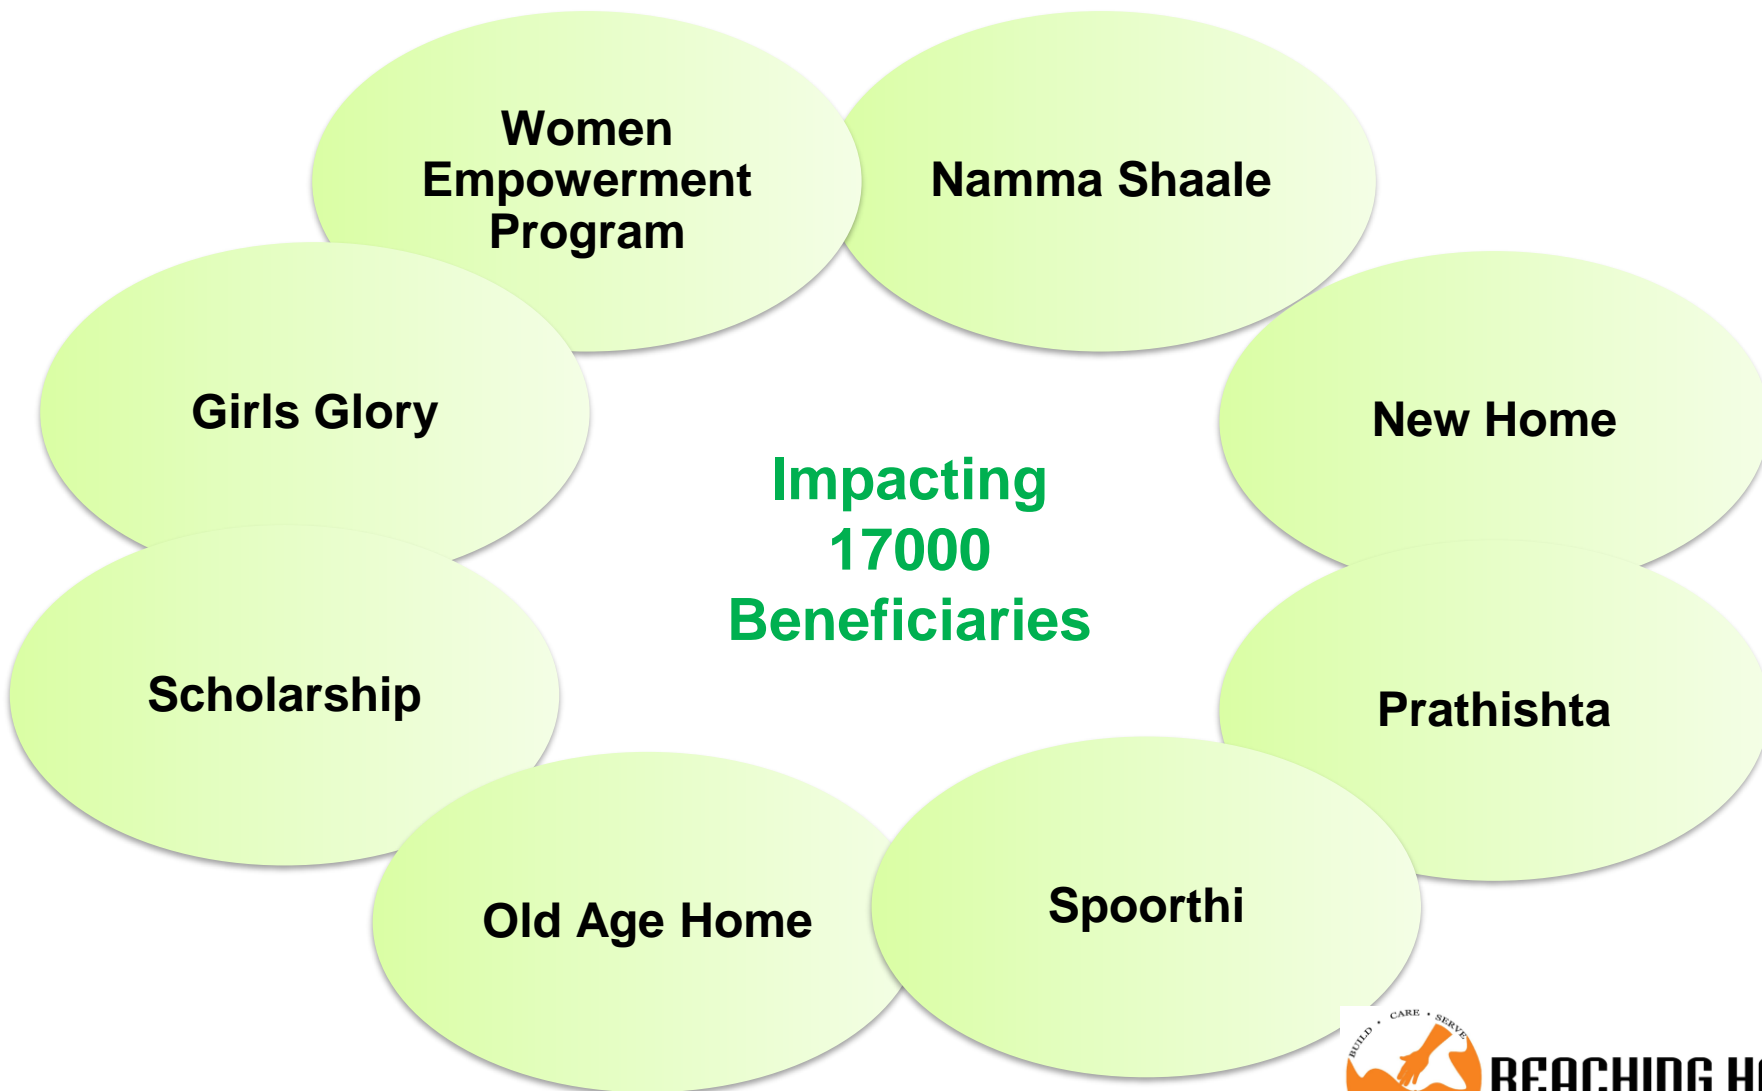 Women
Empowerment
Program
Namma Shaale
Girls Glory
New Home
Impacting
17000
Beneficiaries
Scholarship
Prathishta
Old Age Home
Spoorthi
BUILD • CARE • SERVE
REACHING